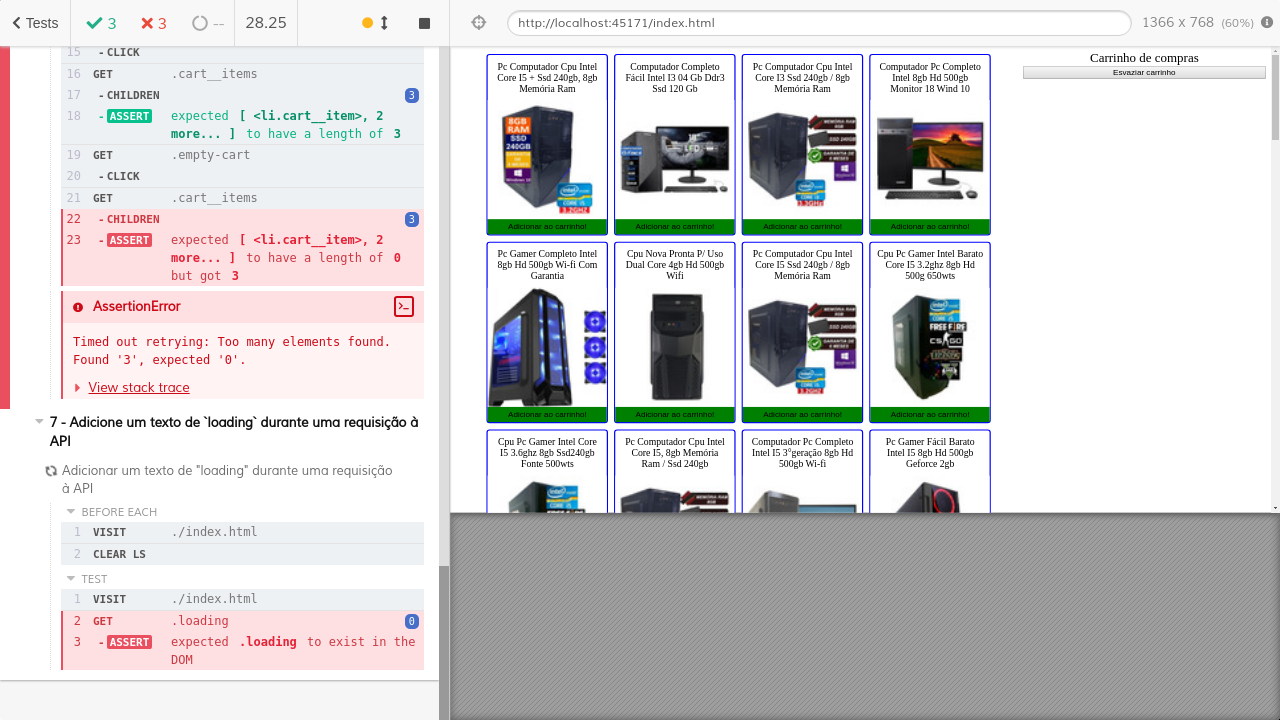 Tests
3
3
--
28.25
15 -CLICK
16 GET .cart__items
17 -CHILDREN 3
18 -ASSERT expected [ <li.cart__item>, 2
more... ] to have a length of 3
19 GET .empty-cart
20 -CLICK
21 GET .cart__items
22 -CHILDREN 3
23 -ASSERT expected [ <li.cart__item>, 2
more... ] to have a length of 0
but got 3
AssertionError
Timed out retrying: Too many elements found.
Found '3', expected '0'.
View stack trace
7 - Adicione um texto de `loading` durante uma requisição à
API
Adicionar um texto de "loading" durante uma requisição
à API
BEFORE EACH
1 VISIT ./index.html
2 CLEAR LS
TEST
1 VISIT ./index.html
2 GET .loading 0
3 -ASSERT expected .loading to exist in the
DOM
http://localhost:45171/index.html
1366 x 768 (60%)
Pc Computador Cpu Intel
Core I5 + Ssd 240gb, 8gb
Memória Ram
8GB
RAM
SSD
240GB
Adicionar ao carrinho!
Computador Completo
Fácil Intel I3 04 Gb Ddr3
Ssd 120 Gb
Adicionar ao carrinho!
Pc Computador Cpu Intel
Core I3 Ssd 240gb / 8gb
Memória Ram
Adicionar ao carrinho!
Computador Pc Completo
Intel 8gb Hd 500gb
Monitor 18 Wind 10
Adicionar ao carrinho!
Pc Gamer Completo Intel
8gb Hd 500gb Wi-fi Com
Garantia
Adicionar ao carrinho!
Cpu Nova Pronta P/ Uso
Dual Core 4gb Hd 500gb
Wifi
Adicionar ao carrinho!
Pc Computador Cpu Intel
Core I5 Ssd 240gb / 8gb
Memória Ram
Adicionar ao carrinho!
Cpu Pc Gamer Intel Barato
Core I5 3.2ghz 8gb Hd
500g 650wts
FREE FIRE
CS:GO
Adicionar ao carrinho!
Cpu Pc Gamer Intel Core
I5 3.6ghz 8gb Ssd240gb
Fonte 500wts
Pc Computador Cpu Intel
Core I5, 8gb Memória
Ram / Ssd 240gb
Computador Pc Completo
Intel I5 3°geração 8gb Hd
500gb Wi-fi
Pc Gamer Fácil Barato
Intel I5 8gb Hd 500gb
Geforce 2gb
Carrinho de compras
Esvaziar carrinho